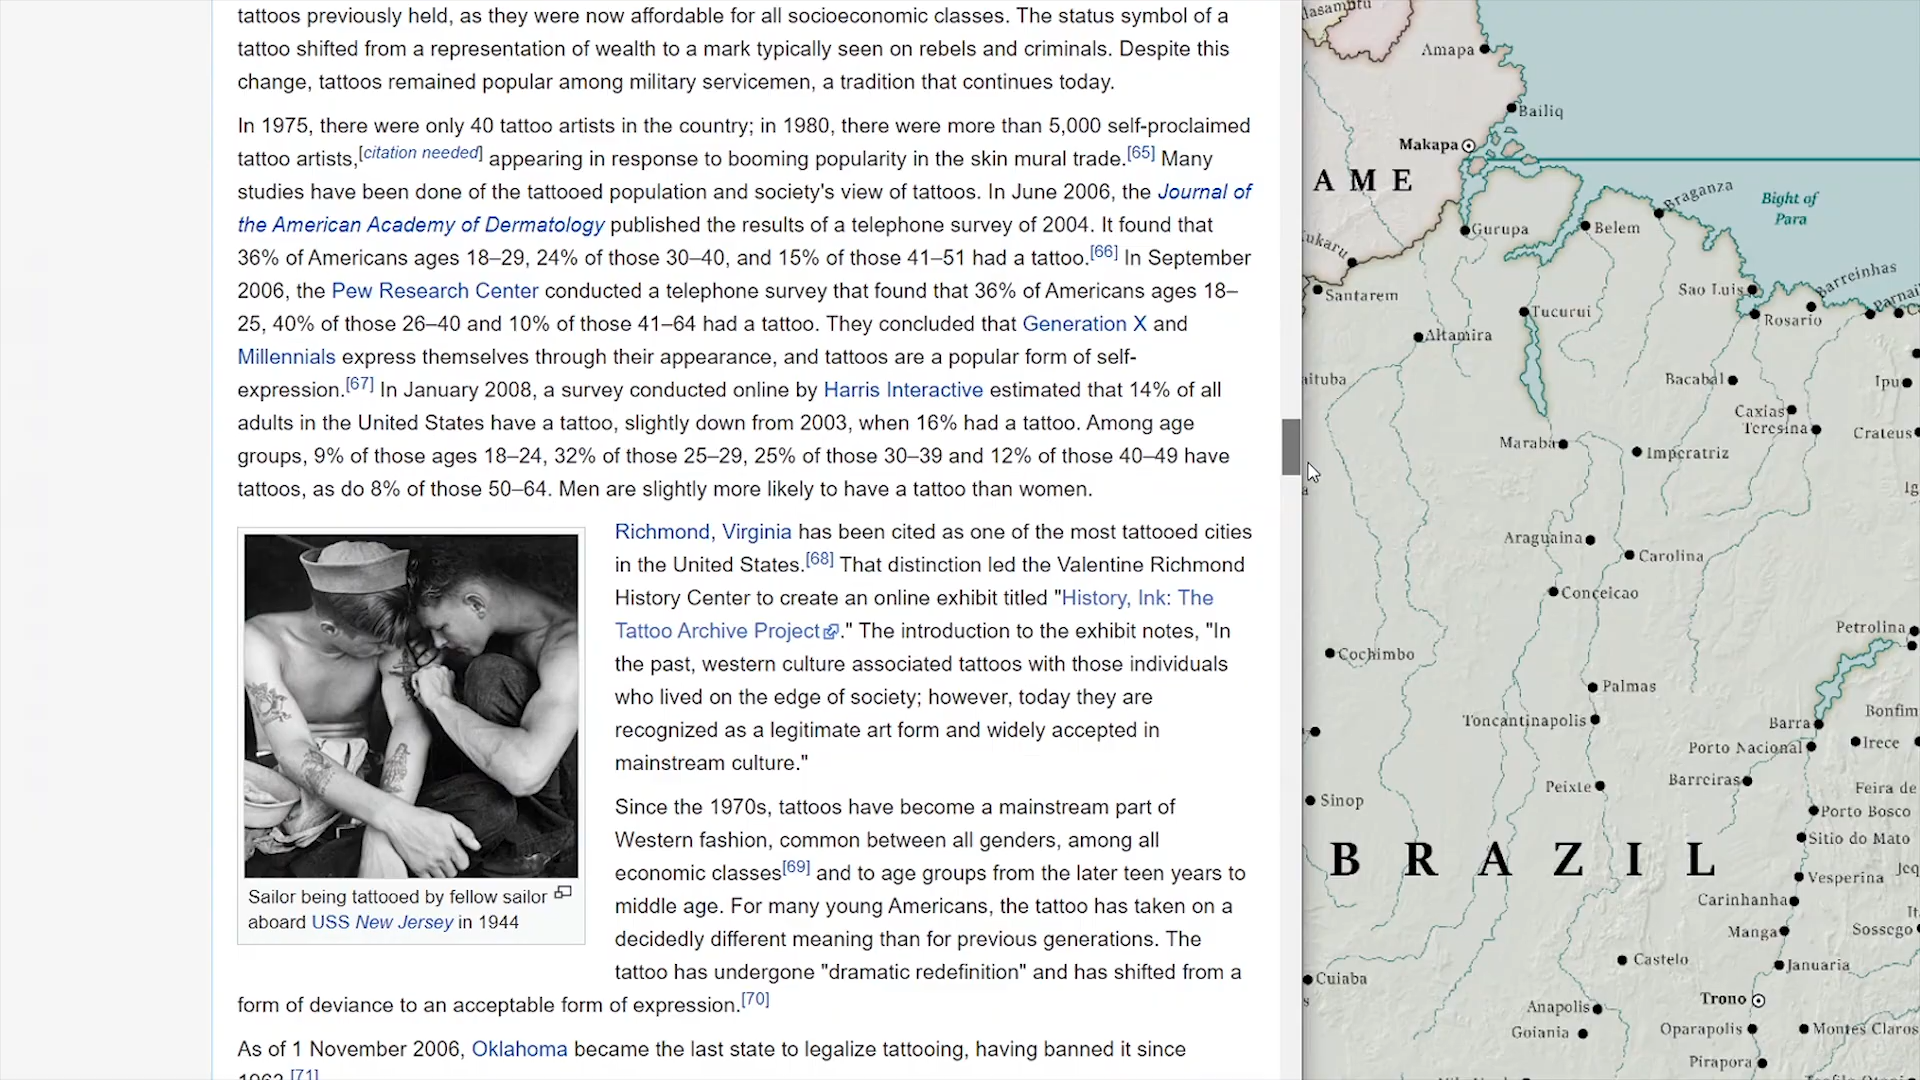 tattoos previously held, as they were now affordable for all socioeconomic classes. The status symbol of a
tattoo shifted from a representation of wealth to a mark typically seen on rebels and criminals. Despite this
change, tattoos remained popular among military servicemen, a tradition that continues today.
In 1975, there were only 40 tattoo artists in the country; in 1980, there were more than 5,000 self-proclaimed
tattoo artists,[citation needed] appearing in response to booming popularity in the skin mural trade.[65] Many
studies have been done of the tattooed population and society's view of tattoos. In June 2006, the Journal of
the American Academy of Dermatology published the results of a telephone survey of 2004. It found that
36% of Americans ages 18–29, 24% of those 30–40, and 15% of those 41–51 had a tattoo.[66] In September
2006, the Pew Research Center conducted a telephone survey that found that 36% of Americans ages 18–
25, 40% of those 26–40 and 10% of those 41–64 had a tattoo. They concluded that Generation X and
Millennials express themselves through their appearance, and tattoos are a popular form of self-
expression.[67] In January 2008, a survey conducted online by Harris Interactive estimated that 14% of all
adults in the United States have a tattoo, slightly down from 2003, when 16% had a tattoo. Among age
groups, 9% of those ages 18–24, 32% of those 25–29, 25% of those 30–39 and 12% of those 40–49 have
tattoos, as do 8% of those 50–64. Men are slightly more likely to have a tattoo than women.
Richmond, Virginia has been cited as one of the most tattooed cities
in the United States.[68] That distinction led the Valentine Richmond
History Center to create an online exhibit titled "History, Ink: The
Tattoo Archive Project." The introduction to the exhibit notes, "In
the past, western culture associated tattoos with those individuals
who lived on the edge of society; however, today they are
recognized as a legitimate art form and widely accepted in
mainstream culture."
Sailor being tattooed by fellow sailor
aboard USS New Jersey in 1944
Since the 1970s, tattoos have become a mainstream part of
Western fashion, common between all genders, among all
economic classes[69] and to age groups from the later teen years to
middle age. For many young Americans, the tattoo has taken on a
decidedly different meaning than for previous generations. The
tattoo has undergone "dramatic redefinition" and has shifted from a
form of deviance to an acceptable form of expression.[70]
As of 1 November 2006, Oklahoma became the last state to legalize tattooing, having banned it since
[71]
Amapa
Bailiq
Makapa
AME
Braganza
Bight of
Para
Gurupa
Belem
Santarem
Sao Luis
Barreinhas
Rosario
Tucurui
Altamira
Bacabal
Ipu
Caxias
Teresina
Crateus
Maraba
Imperatriz
Araguaina
Carolina
Conceicao
Petrolina
Cochimbo
Palmas
Toncantinapolis
Barra
Bonfim
Porto Nacional
Irece
Barreiras
Peixte
Feira de
Sinop
Porto Bosco
Sitio do Mato
BRAZIL
Vesperina
Carinhanha
Manga
Sossego
Castelo
Januaria
Cuiaba
Trono
Anapolis
Goiania
Oparapolis
Montes Claros
Pirapora